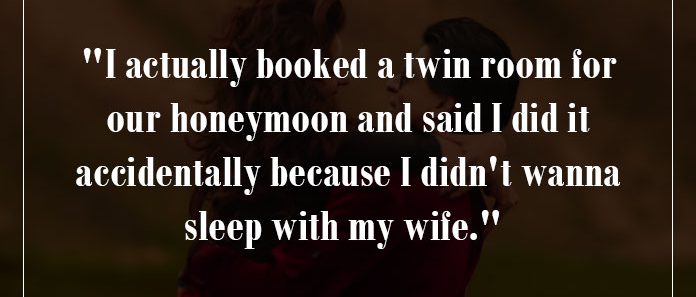 "I actually booked a twin room for
our honeymoon and said I did it
accidentally because I didn't wanna
sleep with my wife."